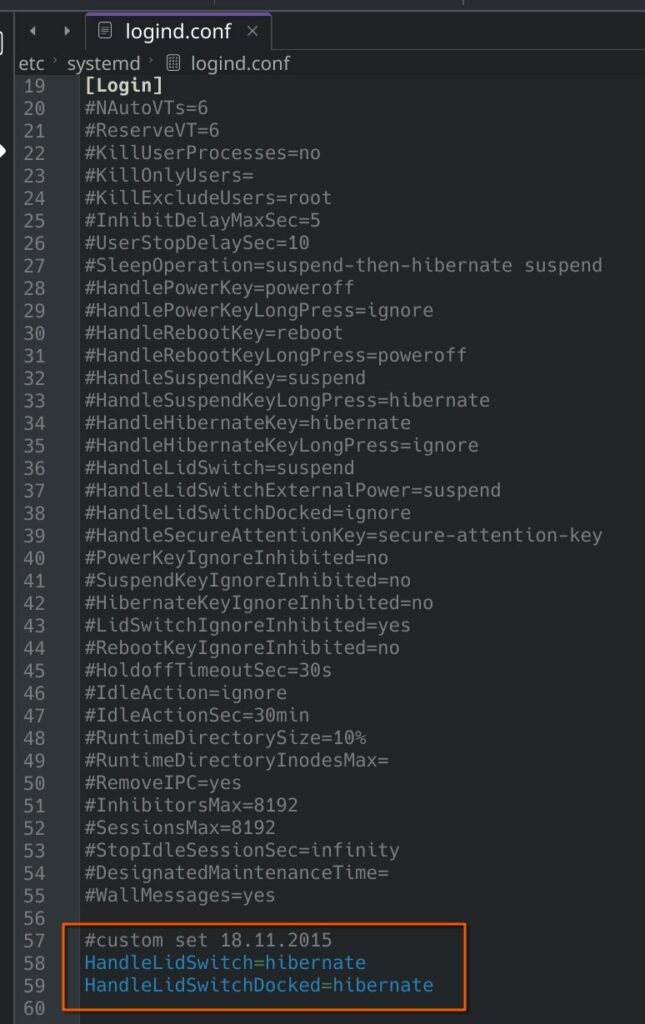 logind.conf
etc systemd logind.conf
19 [Login]
20 #NAutoVTs=6
21 #ReserveVT=6
22 #KillUserProcesses=no
23 #KillOnlyUsers=
24 #KillExcludeUsers=root
25 #InhibitDelayMaxSec=5
26 #UserStopDelaySec=10
27 #SleepOperation=suspend-then-hibernate suspend
28 #HandlePowerKey=poweroff
29 #HandlePowerKeyLongPress=ignore
30 #HandleRebootKey=reboot
31 #HandleRebootKeyLongPress=poweroff
32 #HandleSuspendKey=suspend
33 #HandleSuspendKeyLongPress=hibernate
34 #HandleHibernateKey=hibernate
35 #HandleHibernateKeyLongPress=ignore
36 #HandleLidSwitch=suspend
37 #HandleLidSwitchExternalPower=suspend
38 #HandleLidSwitchDocked=ignore
39 #HandleSecureAttentionKey=secure-attention-key
40 #PowerKeyIgnoreInhibited=no
41 #SuspendKeyIgnoreInhibited=no
42 #HibernateKeyIgnoreInhibited=no
43 #LidSwitchIgnoreInhibited=yes
44 #RebootKeyIgnoreInhibited=no
45 #HoldoffTimeoutSec=30s
46 #IdleAction=ignore
47 #IdleActionSec=30min
48 #RuntimeDirectorySize=10%
49 #RuntimeDirectoryInodesMax=
50 #RemoveIPC=yes
51 #InhibitorsMax=8192
52 #SessionsMax=8192
53 #StopIdleSessionSec=infinity
54 #DesignatedMaintenanceTime=
55 #WallMessages=yes
56
57 #custom set 18.11.2015
58 HandleLidSwitch=hibernate
59 HandleLidSwitchDocked=hibernate
60